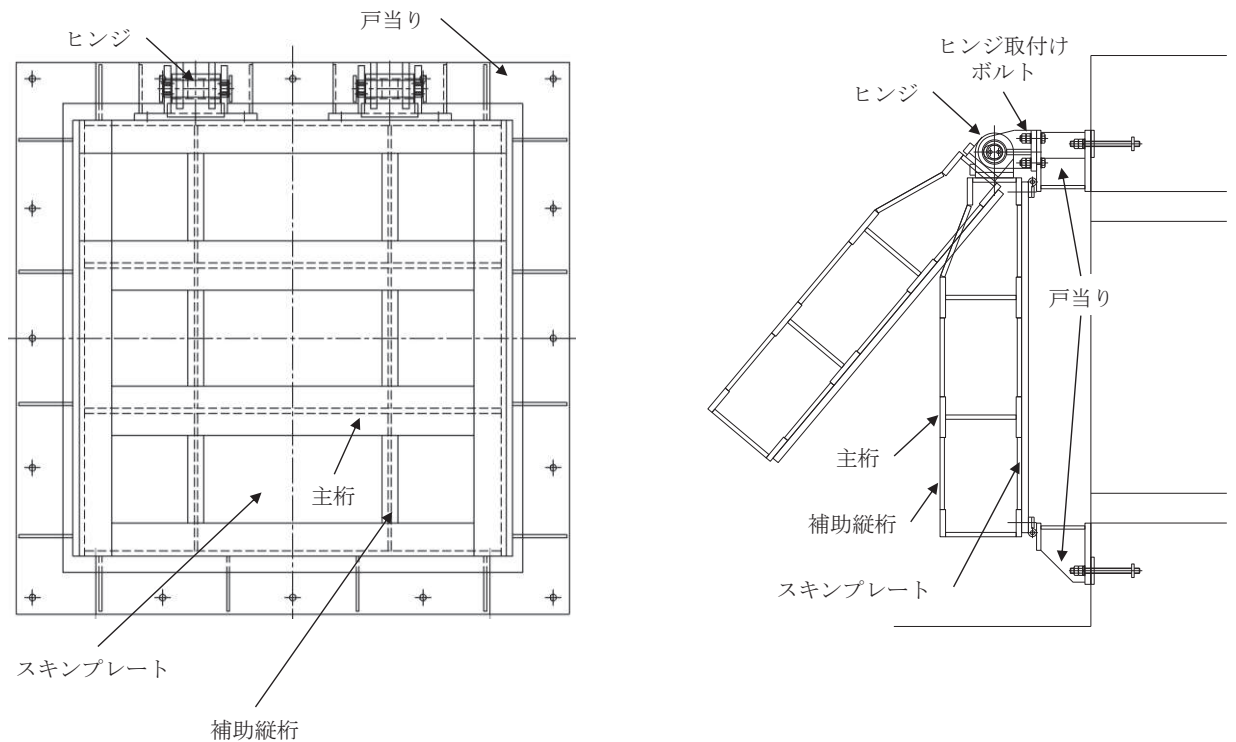 ヒンジ
戸当り
主桁
スキンプレート
補助縦桁
ヒンジ取付け
ボルト
ヒンジ
戸当り
主桁
補助縦桁
スキンプレート